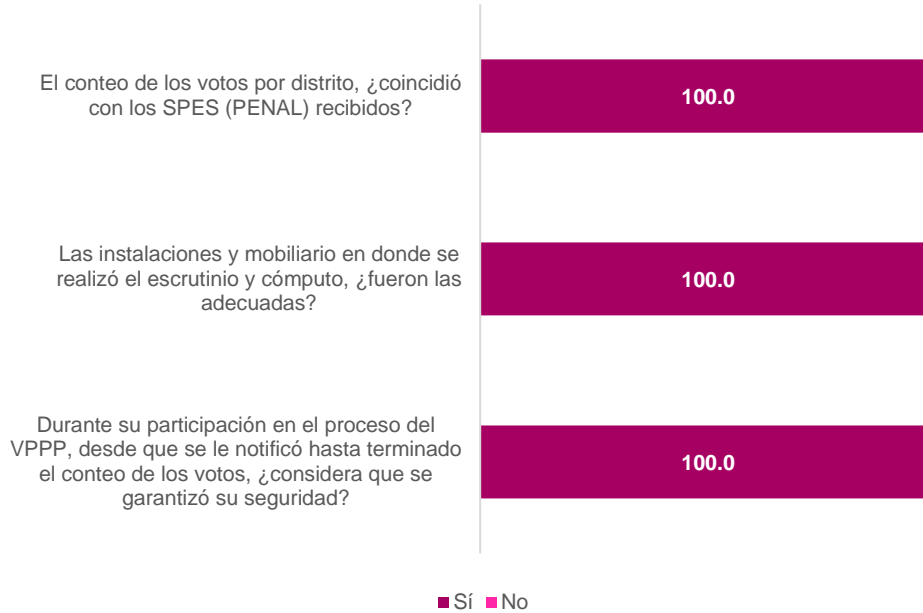 El conteo de los votos por distrito, ¿coincidió
con los SPES (PENAL) recibidos?
100.0
Las instalaciones y mobiliario en donde se
realizó el escrutinio y cómputo, ¿fueron las
adecuadas?
100.0
Durante su participación en el proceso del
VPPP, desde que se le notificó hasta terminado
el conteo de los votos, ¿considera que se
garantizó su seguridad?
100.0
Sí No